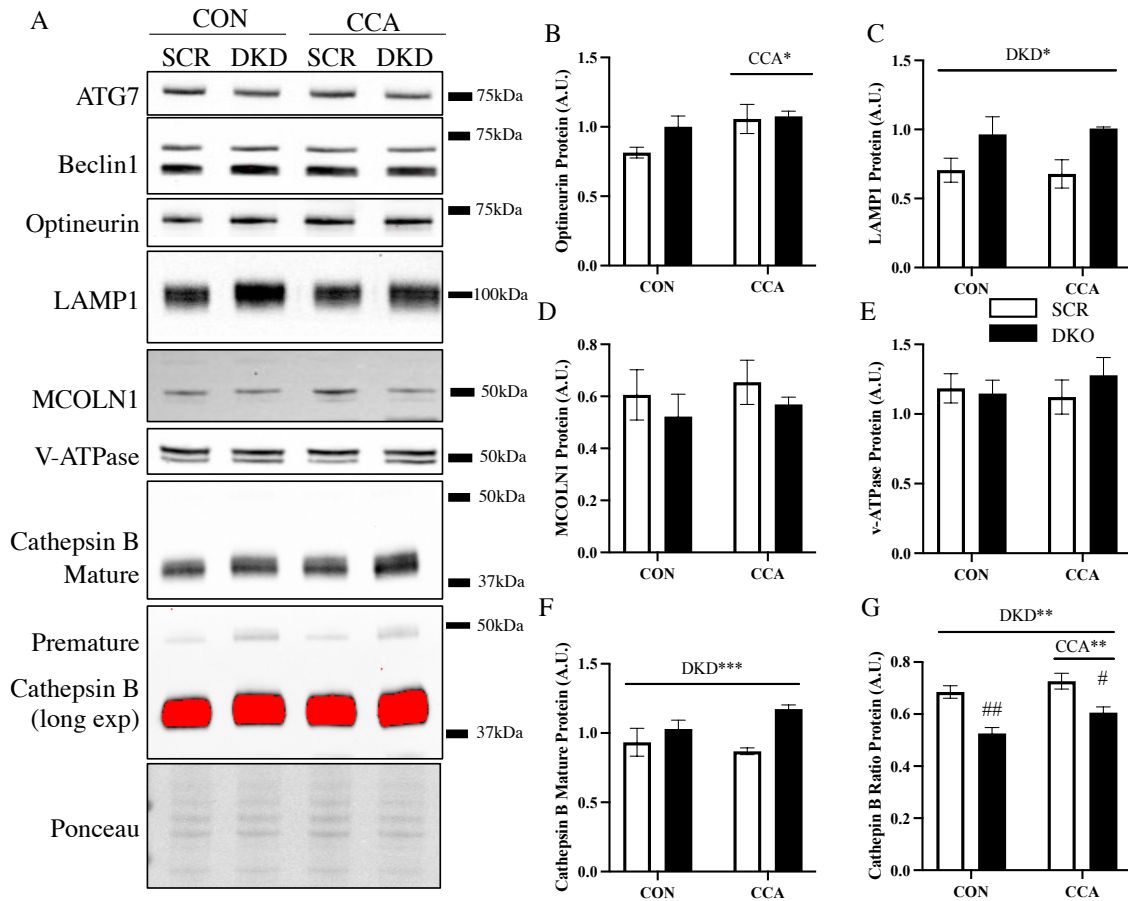 A
CON CCA
SCR DKD SCR DKD
ATG7
75kDa
Beclin1
75kDa
Optineurin
75kDa
LAMP1
100kDa
MCOLN1
50kDa
V-ATPase
50kDa
50kDa
Cathepsin B
Mature
37kDa
Premature
50kDa
Cathepsin B
(long exp)
37kDa
Ponceau
B
Optineurin Protein (A.U.)
1.5
1.0
0.5
0.0
CCA*
CON CCA
C
LAMP1 Protein (A.U.)
1.5
1.0
0.5
0.0
DKD*
CON CCA
SCR
DKO
D
MCOLN1 Protein (A.U.)
0.8
0.6
0.4
0.2
0.0
CON CCA
E
v-ATPase Protein (A.U.)
1.5
1.0
0.5
0.0
CON CCA
F
Cathepsin B Mature Protein (A.U.)
1.5
1.0
0.5
0.0
DKD***
CON CCA
G
Cathepin B Ratio Protein (A.U.)
0.8
0.6
0.4
0.2
0.0
DKD**
CCA**
##
#
CON CCA